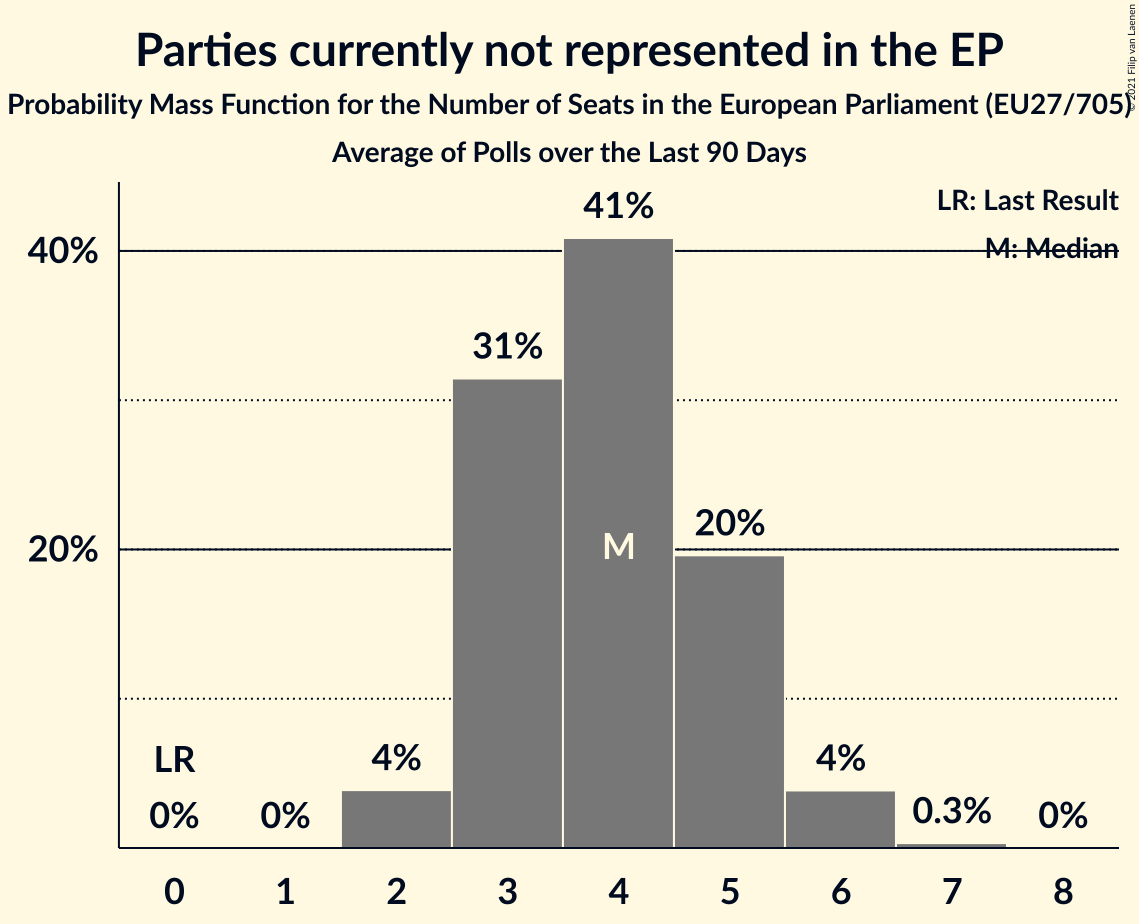 Parties currently not represented in the EP
Probability Mass Function for the Number of Seats in the European Parliament (EU27/705)
Average of Polls over the Last 90 Days
© 2021 Filip van Laenen
LR: Last Result
M: Median
41%
40%
31%
20%
20%
M
LR
0%
0%
4%
4%
0.3%
0%
0 1 2 3 4 5 6 7 8